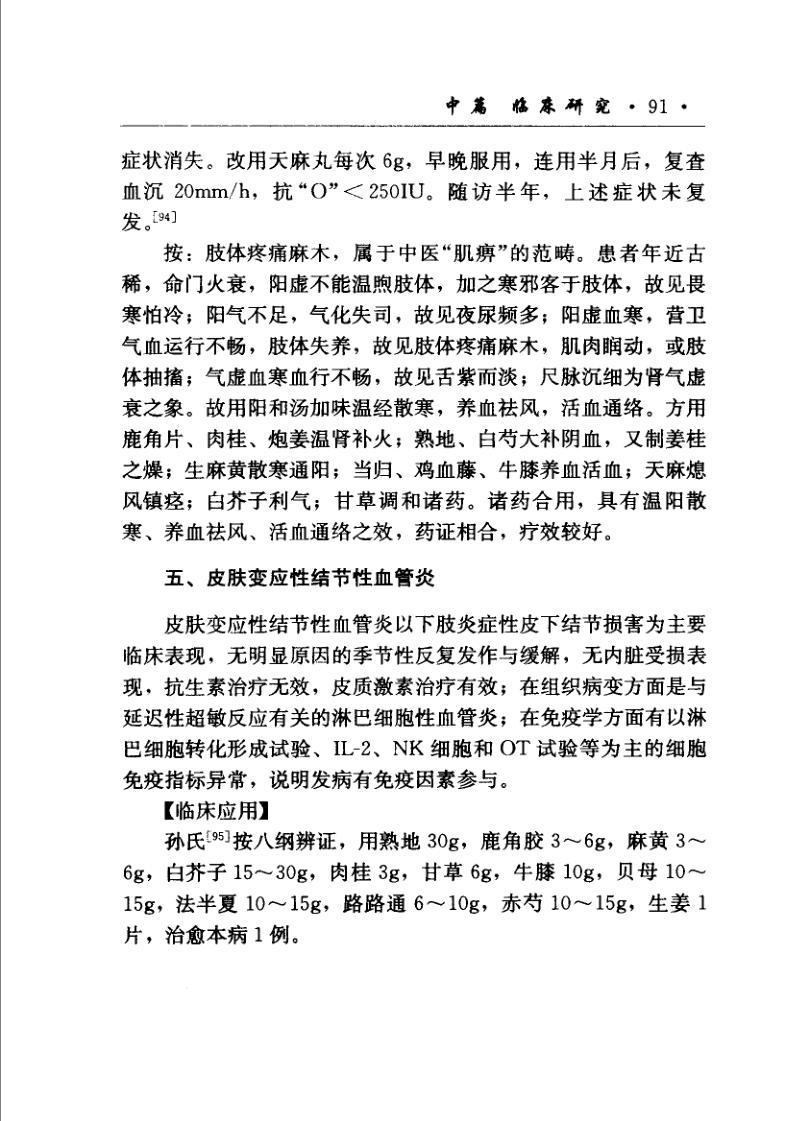 中篇 临床研究 · 91 ·
症状消失。改用天麻丸每次 6g，早晚服用，连用半月后，复查
血沉 20mm/h，抗“O”＜250IU。随访半年，上述症状未复
发。[94]
按：肢体疼痛麻木，属于中医“肌痹”的范畴。患者年近古
稀，命门火衰，阳虚不能温煦肢体，加之寒邪客于肢体，故见畏
寒怕冷；阳气不足，气化失司，故见夜尿频多；阳虚血寒，营卫
气血运行不畅，肢体失养，故见肢体疼痛麻木，肌肉瞤动，或肢
体抽搐；气虚血寒血行不畅，故见舌紫而淡；尺脉沉细为肾气虚
衰之象。故用阳和汤加味温经散寒，养血祛风，活血通络。方用
鹿角片、肉桂、炮姜温肾补火；熟地、白芍大补阴血，又制姜桂
之燥；生麻黄散寒通阳；当归、鸡血藤、牛膝养血活血；天麻熄
风镇痉；白芥子利气；甘草调和诸药。诸药合用，具有温阳散
寒、养血祛风、活血通络之效，药证相合，疗效较好。
五、皮肤变应性结节性血管炎
皮肤变应性结节性血管炎以下肢炎症性皮下结节损害为主要
临床表现，无明显原因的季节性反复发作与缓解，无内脏受损表
现，抗生素治疗无效，皮质激素治疗有效；在组织病变方面是与
延迟性超敏反应有关的淋巴细胞性血管炎；在免疫学方面有以淋
巴细胞转化形成试验、IL-2、NK 细胞和 OT 试验等为主的细胞
免疫指标异常，说明发病有免疫因素参与。
【临床应用】
孙氏[95]按八纲辨证，用熟地 30g，鹿角胶 3～6g，麻黄 3～
6g，白芥子 15～30g，肉桂 3g，甘草 6g，牛膝 10g，贝母 10～
15g，法半夏 10～15g，路路通 6～10g，赤芍 10～15g，生姜 1
片，治愈本病 1 例。